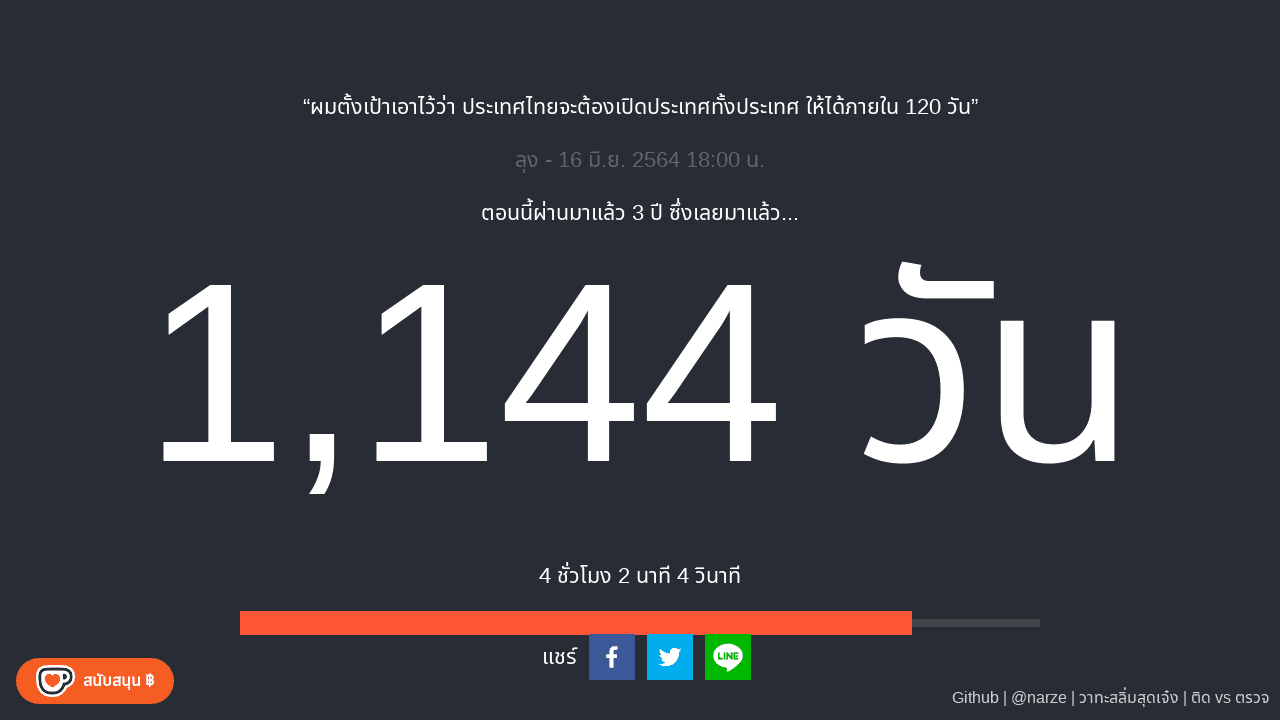 “ผมตั้งเป้าเอาไว้ว่า ประเทศไทยจะต้องเปิดประเทศทั้งประเทศ ให้ได้ภายใน 120 วัน”
ลุง - 16 มิ.ย. 2564 18:00 น.
ตอนนี้ผ่านมาแล้ว 3 ปี ซึ่งเลยมาแล้ว...
1,144 วัน
4 ชั่วโมง 2 นาที 4 วินาที
แชร์
LINE
สนับสนุน ฿
Github | @narze | วาทะสลิ่มสุดเจ๋ง | ติด vs ตรวจ